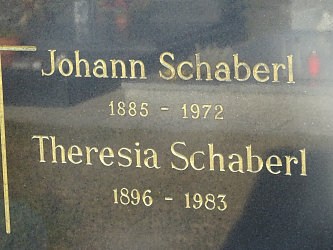 Johann Schaberl
1885 - 1972
Theresia Schaberl
1896 - 1983